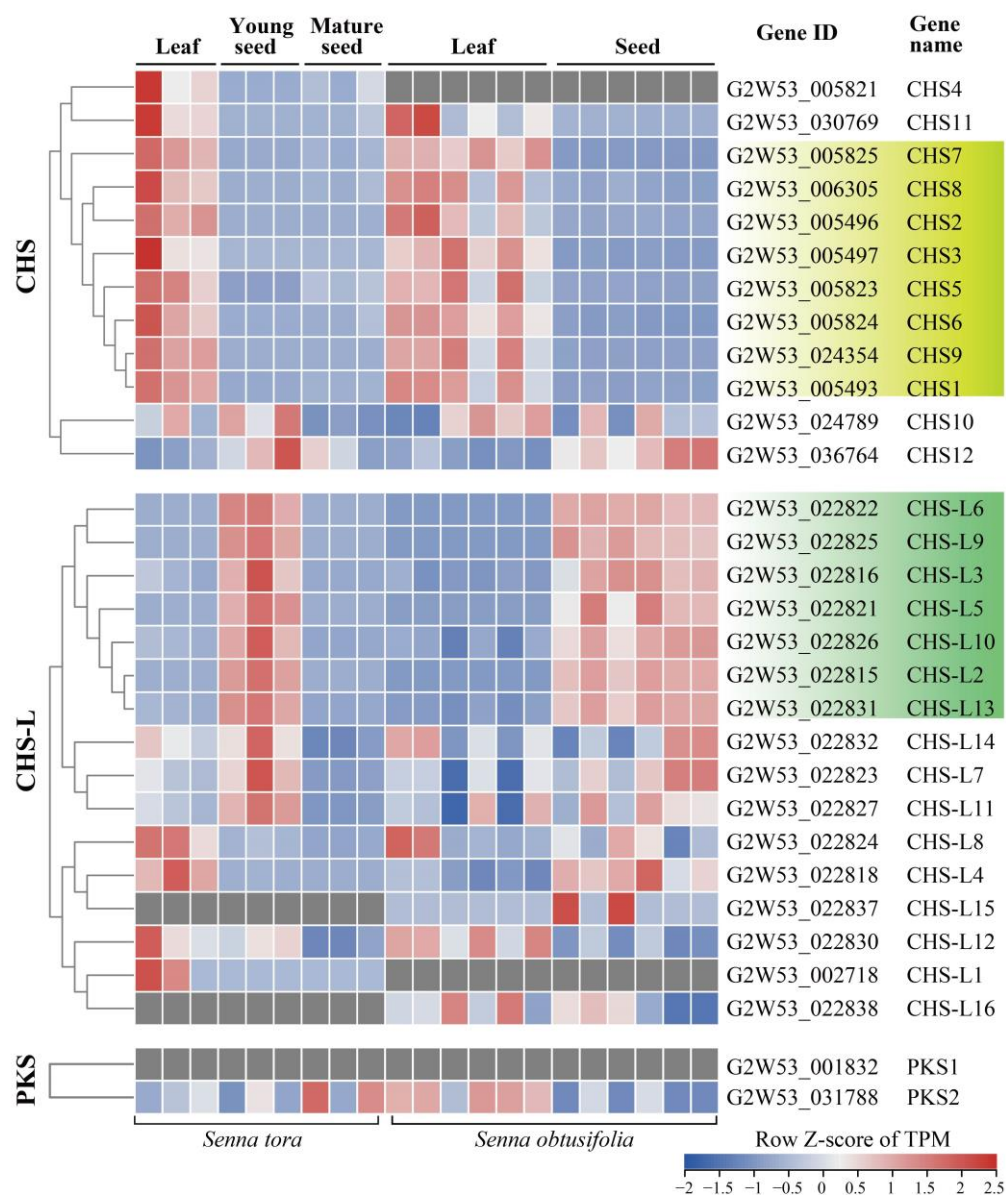 Leaf Young seed Mature seed Leaf Seed Gene ID Gene name
CHS
G2W53_005821 CHS4
G2W53_030769 CHS11
G2W53_005825 CHS7
G2W53_006305 CHS8
G2W53_005496 CHS2
G2W53_005497 CHS3
G2W53_005823 CHS5
G2W53_005824 CHS6
G2W53_024354 CHS9
G2W53_005493 CHS1
G2W53_024789 CHS10
G2W53_036764 CHS12
CHS-L
G2W53_022822 CHS-L6
G2W53_022825 CHS-L9
G2W53_022816 CHS-L3
G2W53_022821 CHS-L5
G2W53_022826 CHS-L10
G2W53_022815 CHS-L2
G2W53_022831 CHS-L13
G2W53_022832 CHS-L14
G2W53_022823 CHS-L7
G2W53_022827 CHS-L11
G2W53_022824 CHS-L8
G2W53_022818 CHS-L4
G2W53_022837 CHS-L15
G2W53_022830 CHS-L12
G2W53_002718 CHS-L1
G2W53_022838 CHS-L16
PKS
G2W53_001832 PKS1
G2W53_031788 PKS2
Senna tora Senna obtusifolia
Row Z-score of TPM
−2 −1.5 −1 −0.5 0 0.5 1 1.5 2 2.5